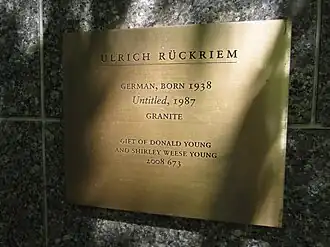 ULRICH RÜCKRIEM
GERMAN, BORN 1938
Untitled, 1987
GRANITE
GIFT OF DONALD YOUNG
AND SHIRLEY WEESE YOUNG
2008.673